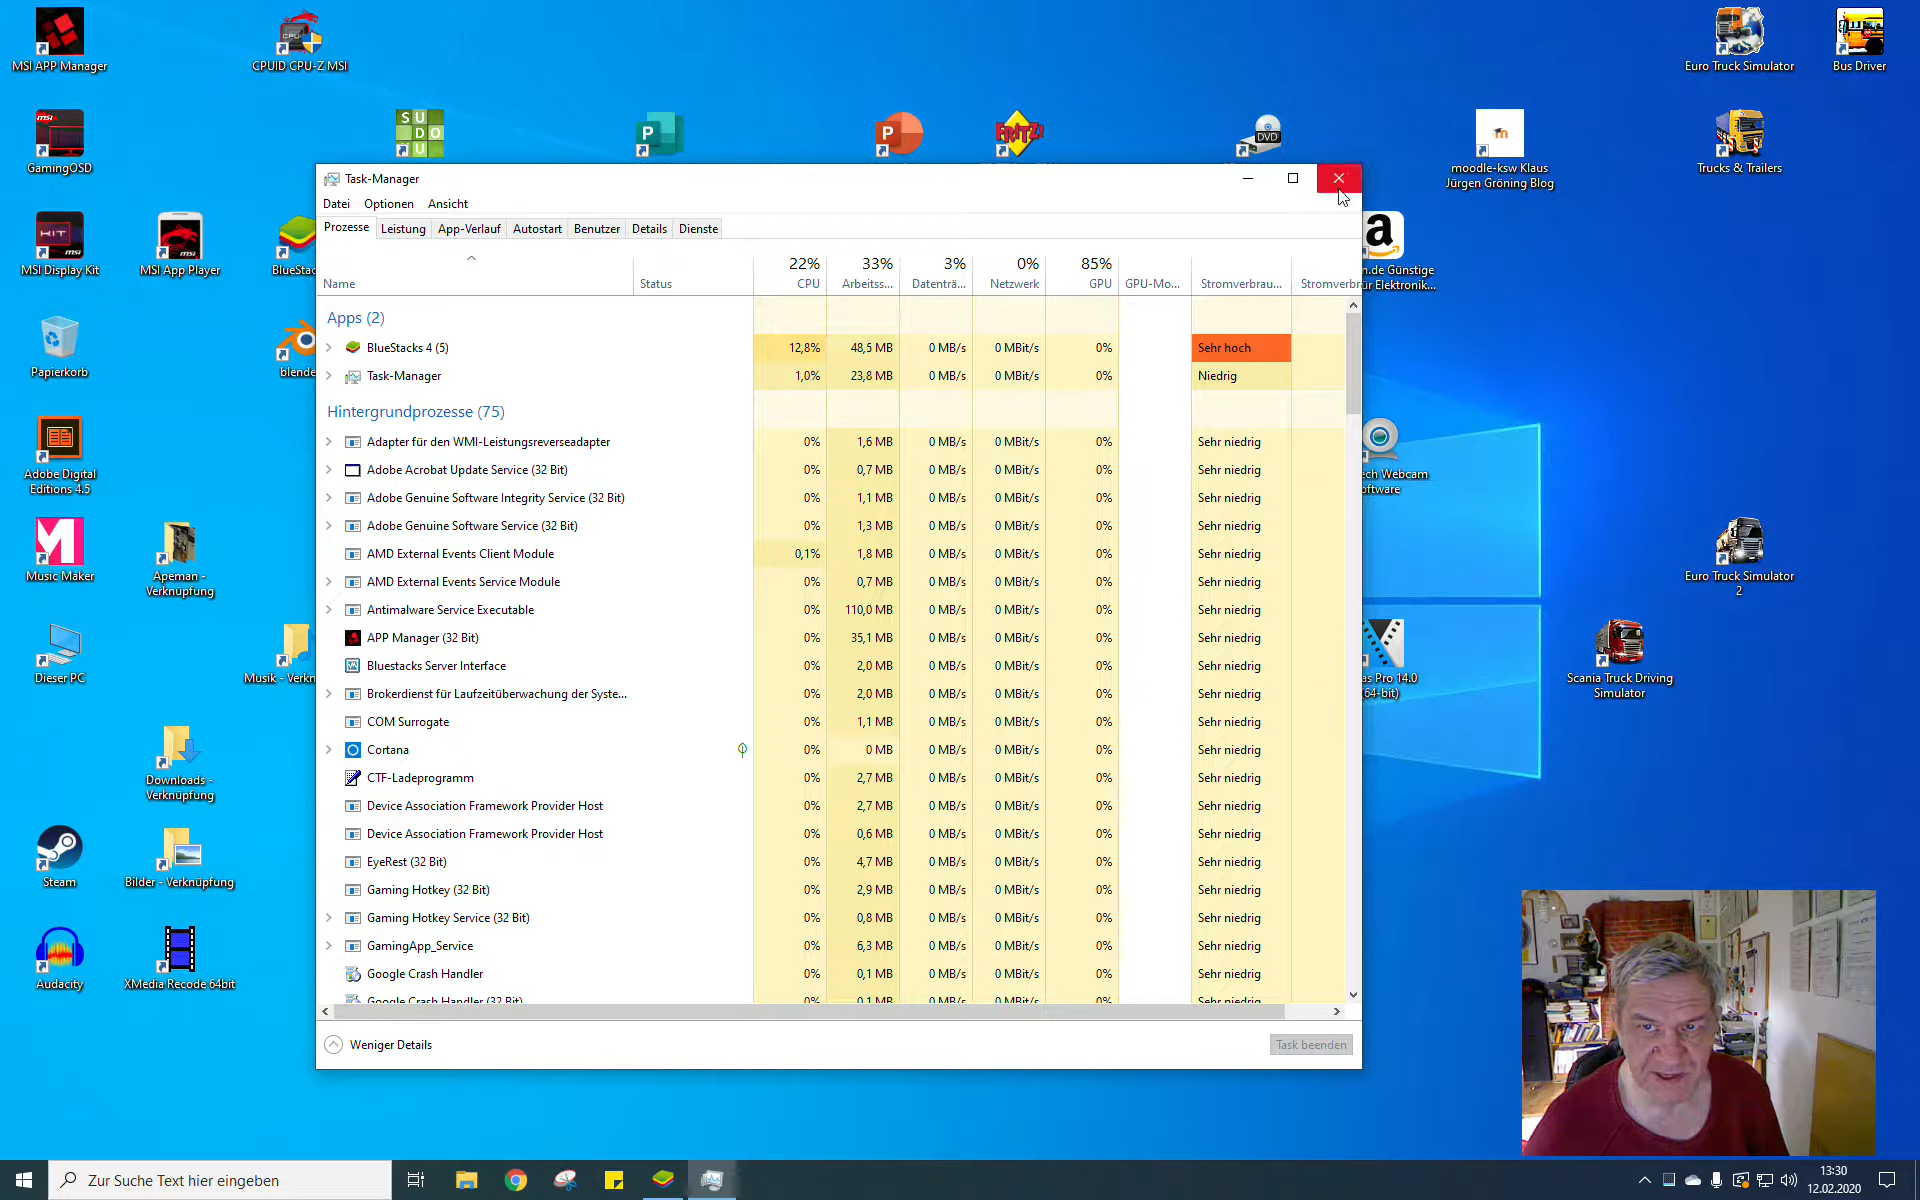 MSI APP Manager
CPUID CPU-Z MSI
Euro Truck Simulator
Bus Driver
GamingOSD
moodle-ksw Klaus
Jürgen Gröning Blog
Trucks & Trailers
MSI Display Kit
MSI App Player
BlueStac
n.de Günstige
für Elektronik...
Papierkorb
blende
Adobe Digital
Editions 4.5
ech Webcam
oftware
Music Maker
Apeman -
Verknüpfung
Euro Truck Simulator
2
Dieser PC
Musik - Verkn
as Pro 14.0
(64-bit)
Scania Truck Driving
Simulator
Downloads -
Verknüpfung
Steam
Bilder - Verknüpfung
Audacity
XMedia Recode 64bit
Task-Manager
Datei Optionen Ansicht
Prozesse Leistung App-Verlauf Autostart Benutzer Details Dienste
22% 33% 3% 0% 85%
Name Status CPU Arbeitss... Datenträ... Netzwerk GPU GPU-Mo... Stromverbrau... Stromverbr
Apps (2)
BlueStacks 4 (5) 12,8% 48,5 MB 0 MB/s 0 MBit/s 0% Sehr hoch
Task-Manager 1,0% 23,8 MB 0 MB/s 0 MBit/s 0% Niedrig
Hintergrundprozesse (75)
Adapter für den WMI-Leistungsreverseadapter 0% 1,6 MB 0 MB/s 0 MBit/s 0% Sehr niedrig
Adobe Acrobat Update Service (32 Bit) 0% 0,7 MB 0 MB/s 0 MBit/s 0% Sehr niedrig
Adobe Genuine Software Integrity Service (32 Bit) 0% 1,1 MB 0 MB/s 0 MBit/s 0% Sehr niedrig
Adobe Genuine Software Service (32 Bit) 0% 1,3 MB 0 MB/s 0 MBit/s 0% Sehr niedrig
AMD External Events Client Module 0,1% 1,8 MB 0 MB/s 0 MBit/s 0% Sehr niedrig
AMD External Events Service Module 0% 0,7 MB 0 MB/s 0 MBit/s 0% Sehr niedrig
Antimalware Service Executable 0% 110,0 MB 0 MB/s 0 MBit/s 0% Sehr niedrig
APP Manager (32 Bit) 0% 35,1 MB 0 MB/s 0 MBit/s 0% Sehr niedrig
Bluestacks Server Interface 0% 2,0 MB 0 MB/s 0 MBit/s 0% Sehr niedrig
Brokerdienst für Laufzeitüberwachung der Syste... 0% 2,0 MB 0 MB/s 0 MBit/s 0% Sehr niedrig
COM Surrogate 0% 1,1 MB 0 MB/s 0 MBit/s 0% Sehr niedrig
Cortana 0% 0 MB 0 MB/s 0 MBit/s 0% Sehr niedrig
CTF-Ladeprogramm 0% 2,7 MB 0 MB/s 0 MBit/s 0% Sehr niedrig
Device Association Framework Provider Host 0% 2,7 MB 0 MB/s 0 MBit/s 0% Sehr niedrig
Device Association Framework Provider Host 0% 0,6 MB 0 MB/s 0 MBit/s 0% Sehr niedrig
EyeRest (32 Bit) 0% 4,7 MB 0 MB/s 0 MBit/s 0% Sehr niedrig
Gaming Hotkey (32 Bit) 0% 2,9 MB 0 MB/s 0 MBit/s 0% Sehr niedrig
Gaming Hotkey Service (32 Bit) 0% 0,8 MB 0 MB/s 0 MBit/s 0% Sehr niedrig
GamingApp_Service 0% 6,3 MB 0 MB/s 0 MBit/s 0% Sehr niedrig
Google Crash Handler 0% 0,1 MB 0 MB/s 0 MBit/s 0% Sehr niedrig
Google Crash Handler (32 Bit) 0% 0,1 MB 0 MB/s 0 MBit/s 0% Sehr niedrig
Weniger Details Task beenden
Zur Suche Text hier eingeben
13:30
12.02.2020